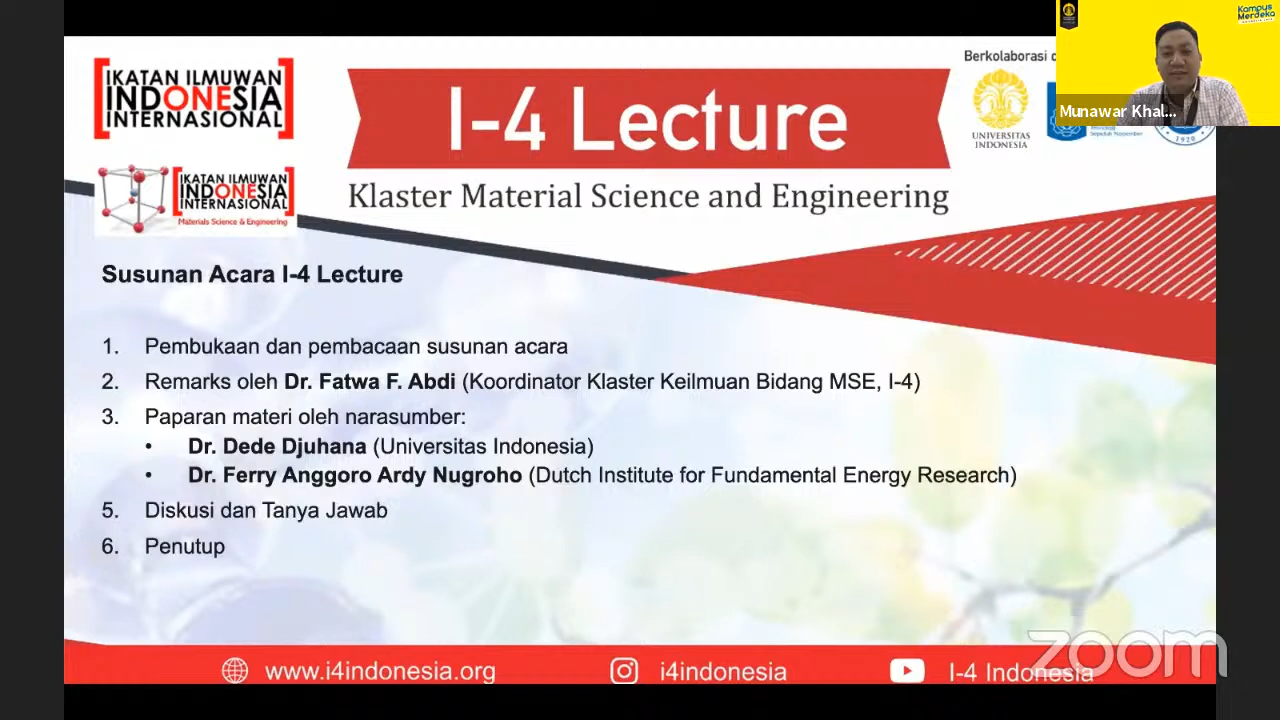 IKATAN ILMUWAN
INDONESIA
INTERNASIONAL
IKATAN ILMUWAN
INDONESIA
INTERNASIONAL
Materials Science & Engineering
I-4 Lecture
Klaster Material Science and Engineering
Berkolaborasi
UNIVERSITAS
INDONESIA
1920
Kampus
Merdeka
Munawar Khal...
Susunan Acara I-4 Lecture
1. Pembukaan dan pembacaan susunan acara
2. Remarks oleh Dr. Fatwa F. Abdi (Koordinator Klaster Keilmuan Bidang MSE, I-4)
3. Paparan materi oleh narasumber:
• Dr. Dede Djuhana (Universitas Indonesia)
• Dr. Ferry Anggoro Ardy Nugroho (Dutch Institute for Fundamental Energy Research)
5. Diskusi dan Tanya Jawab
6. Penutup
www.i4indonesia.org
i4indonesia
I-4 Indonesia
zoom